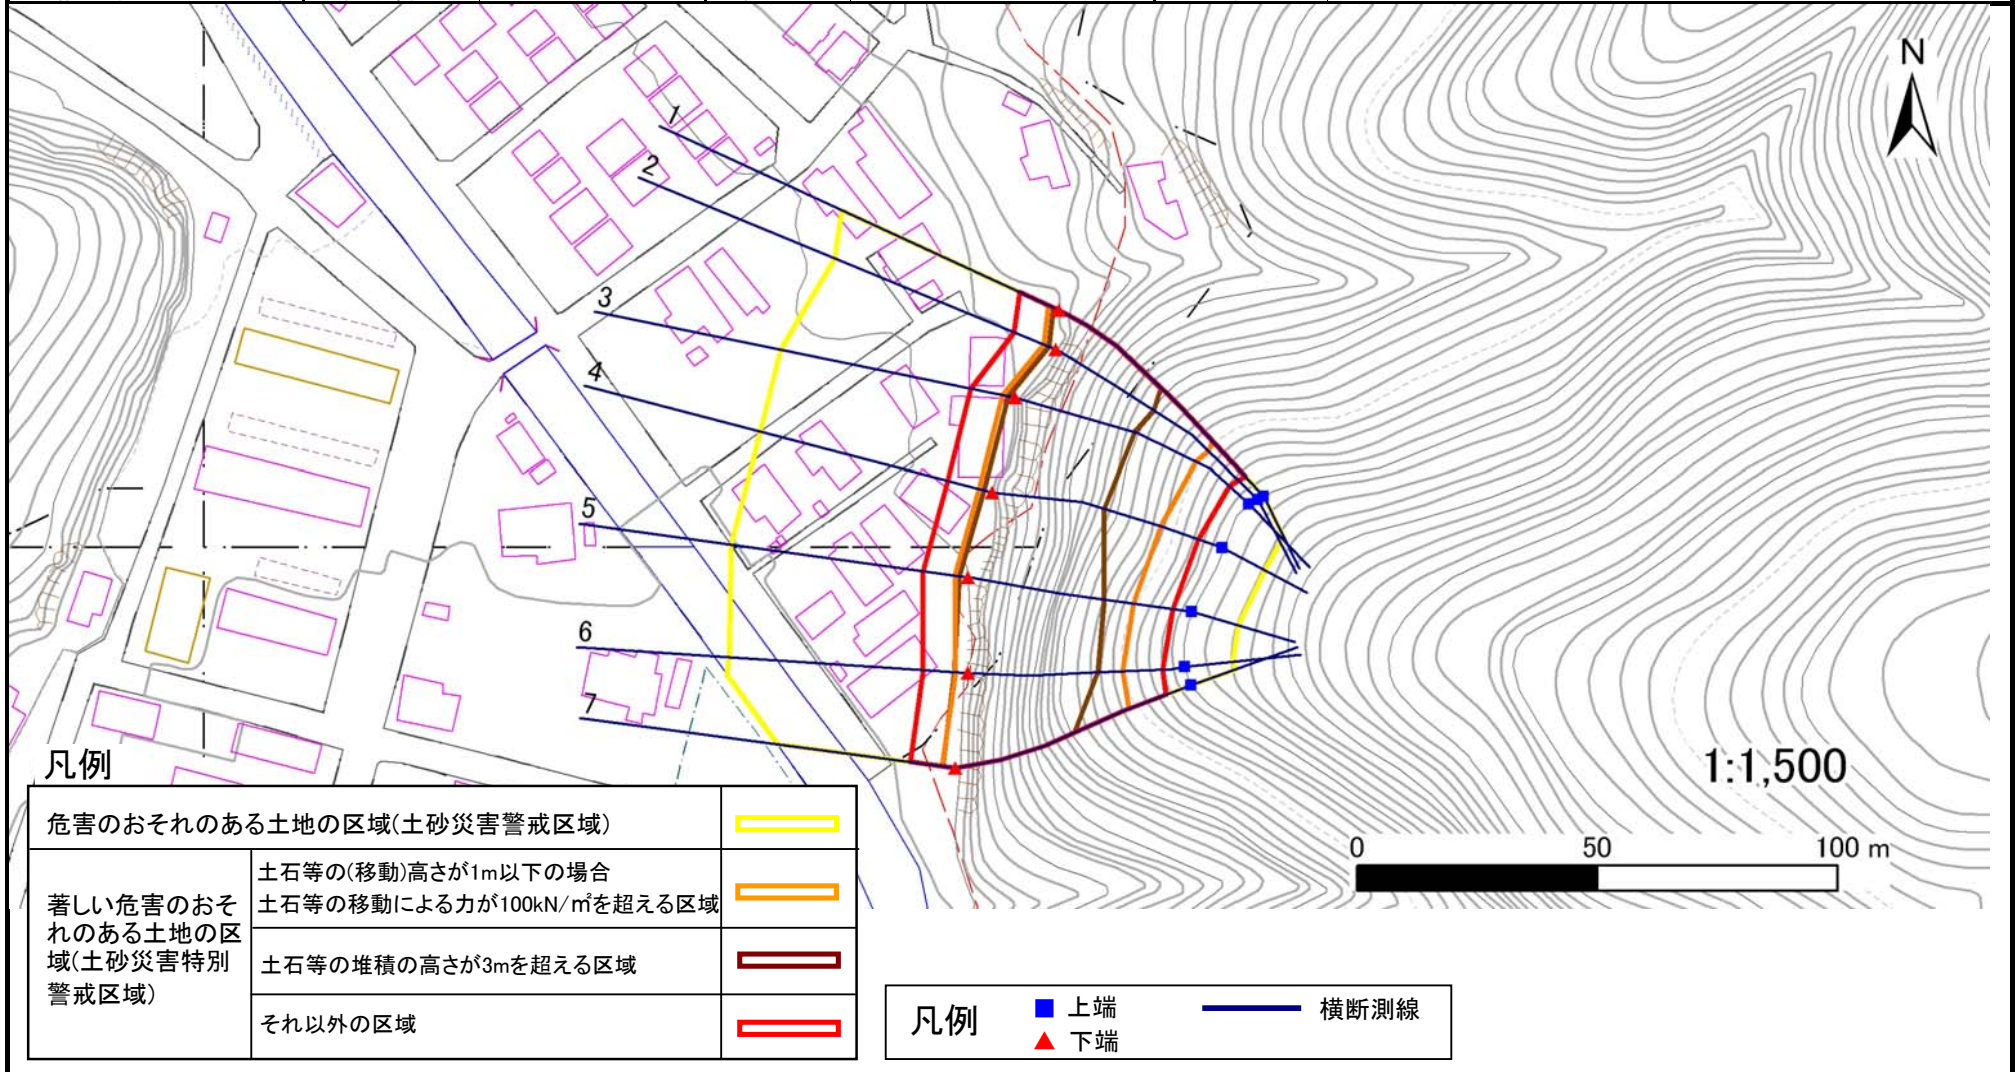 N
1
2
3
4
5
6
7
1:1,500
0 50 100 m
凡例
危害のおそれのある土地の区域(土砂災害警戒区域)
著しい危害のおそ
れのある土地の区
域(土砂災害特別
警戒区域)
土石等の(移動)高さが1m以下の場合
土石等の移動による力が100kN/㎡を超える区域
土石等の堆積の高さが3mを超える区域
それ以外の区域
凡例
上端
下端
横断測線